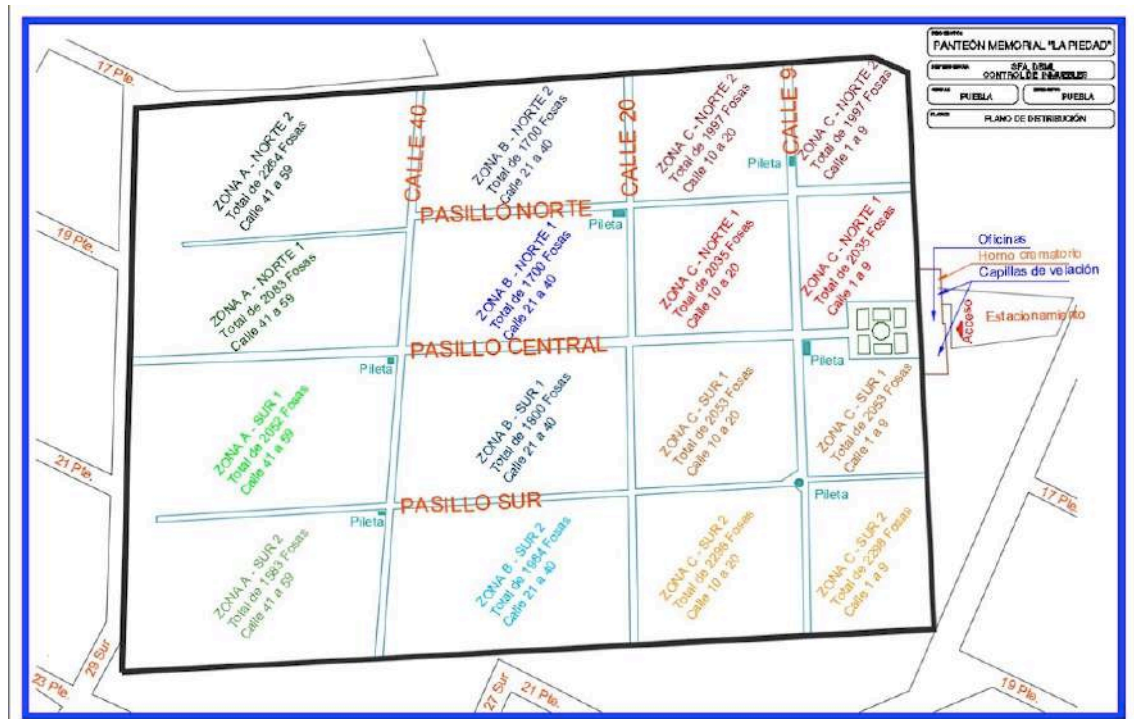 PANTEÓN MEMORIAL "LA PIEDAD"
SFA, DEML
CONTROL DE INMUEBLES
PUEBLA
PUEBLA
PLANO DE DISTRIBUCIÓN
17 Pte.
19 Pte.
21 Pte.
23 Pte.
29 Sur
27 Sur
21 Pte.
19 Pte.
17 Pte.
CALLE 40
CALLE 20
CALLE 9
ZONA A - NORTE 2
Total de 2264 Fosas
Calle 41 a 59
ZONA B - NORTE 2
Total de 1700 Fosas
Calle 21 a 40
ZONA C - NORTE 2
Total de 1997 Fosas
Calle 10 a 20
ZONA C - NORTE 2
Total de 1997 Fosas
Calle 1 a 9
Pileta
PASILLO NORTE
Pileta
ZONA A - NORTE 1
Total de 2083 Fosas
Calle 41 a 59
ZONA B - NORTE 1
Total de 1700 Fosas
Calle 21 a 40
ZONA C - NORTE 1
Total de 2035 Fosas
Calle 10 a 20
ZONA C - NORTE 1
Total de 2035 Fosas
Calle 1 a 9
Oficinas
Horno crematorio
Capillas de velación
Acceso
Estacionamiento
PASILLO CENTRAL
Pileta
Pileta
ZONA A - SUR 1
Total de 2052 Fosas
Calle 41 a 59
ZONA B - SUR 1
Total de 1900 Fosas
Calle 21 a 40
ZONA C - SUR 1
Total de 2053 Fosas
Calle 10 a 20
ZONA C - SUR 1
Total de 2053 Fosas
Calle 1 a 9
PASILLO SUR
Pileta
Pileta
ZONA A - SUR 2
Total de 1583 Fosas
Calle 41 a 59
ZONA B - SUR 2
Total de 1984 Fosas
Calle 21 a 40
ZONA C - SUR 2
Total de 2298 Fosas
Calle 10 a 20
ZONA C - SUR 2
Total de 2298 Fosas
Calle 1 a 9